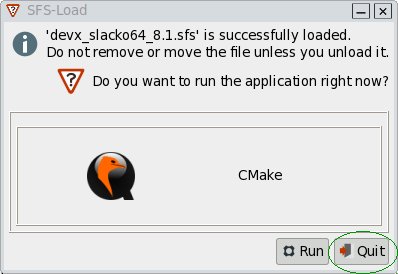 SFS-Load
'devx_slacko64_8.1.sfs' is successfully loaded.
Do not remove or move the file unless you unload it.
Do you want to run the application right now?
CMake
Run
Quit